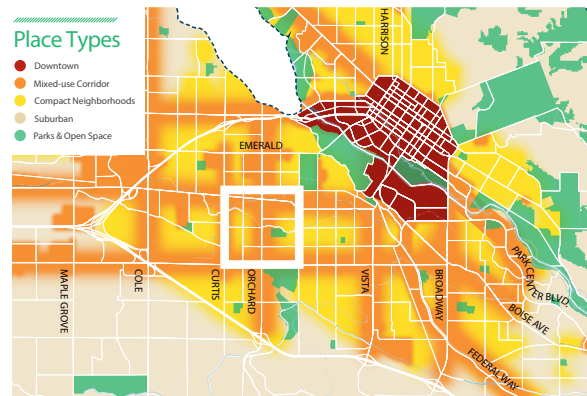 Place Types
Downtown
Mixed-use Corridor
Compact Neighborhoods
Suburban
Parks & Open Space
HARRISON
EMERALD
MAPLE GROVE
COLE
CURTIS
ORCHARD
VISTA
BROADWAY
PARK CENTER BLVD.
BOISE AVE
FEDERAL WAY